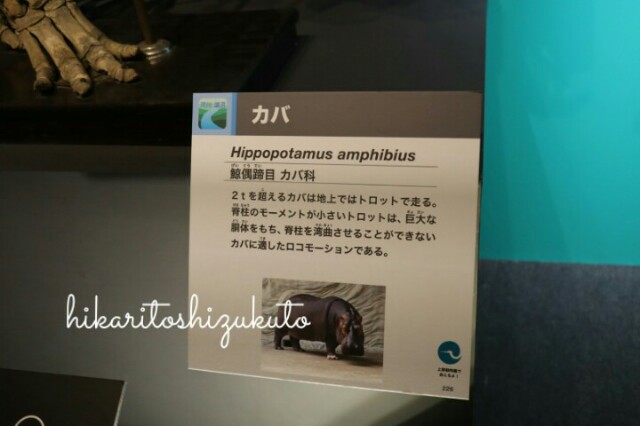 カバ
Hippopotamus amphibius
鯨偶蹄目 カバ科
2tを超えるカバは地上ではトロットで走る。
脊柱のモーメントが小さいトロットは、巨大な
胴体をもち、脊柱を湾曲させることができない
カバに適したロコモーションである。
hikaritoshizukuto
229